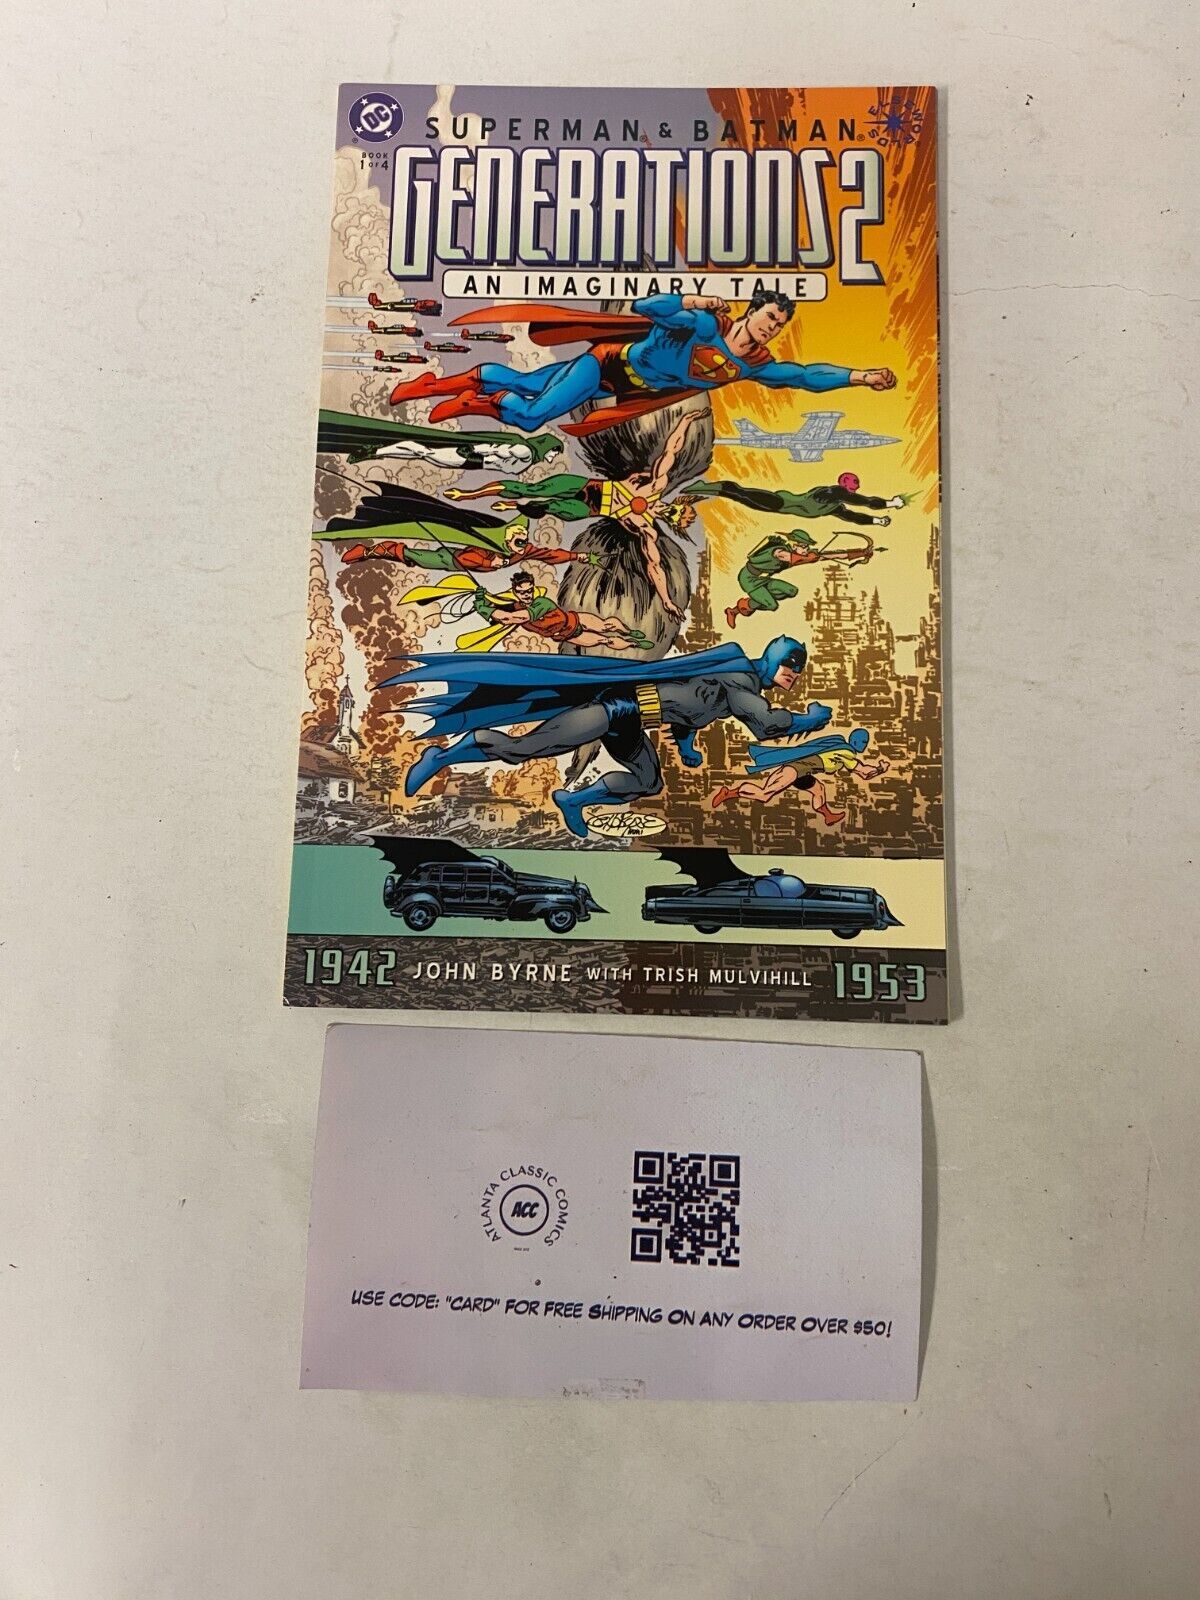 DC
ELSEWORLDS
SUPERMAN® & BATMAN®
BOOK
1 OF 4
GENERATIONS 2
AN IMAGINARY TALE
1942 JOHN BYRNE WITH TRISH MULVIHILL 1953
ATLANTA CLASSIC COMICS
ACC
USE CODE: "CARD" FOR FREE SHIPPING ON ANY ORDER OVER $50!